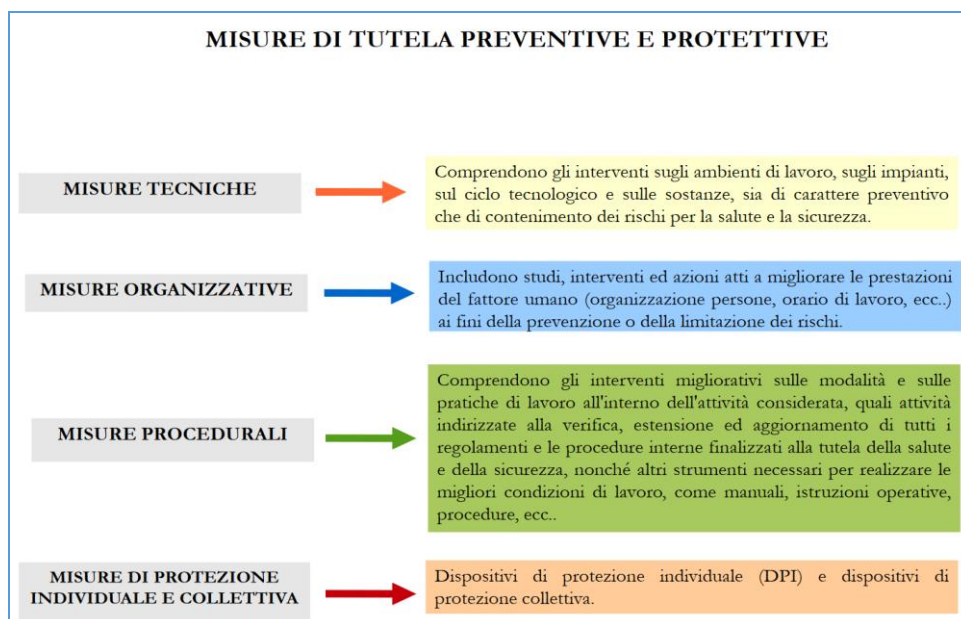 MISURE DI TUTELA PREVENTIVE E PROTETTIVE
MISURE TECNICHE
Comprendono gli interventi sugli ambienti di lavoro, sugli impianti,
sul ciclo tecnologico e sulle sostanze, sia di carattere preventivo
che di contenimento dei rischi per la salute e la sicurezza.
MISURE ORGANIZZATIVE
Includono studi, interventi ed azioni atti a migliorare le prestazioni
del fattore umano (organizzazione persone, orario di lavoro, ecc..)
ai fini della prevenzione o della limitazione dei rischi.
MISURE PROCEDURALI
Comprendono gli interventi migliorativi sulle modalità e sulle
pratiche di lavoro all'interno dell'attività considerata, quali attività
indirizzate alla verifica, estensione ed aggiornamento di tutti i
regolamenti e le procedure interne finalizzati alla tutela della salute
e della sicurezza, nonché altri strumenti necessari per realizzare le
migliori condizioni di lavoro, come manuali, istruzioni operative,
procedure, ecc..
MISURE DI PROTEZIONE
INDIVIDUALE E COLLETTIVA
Dispositivi di protezione individuale (DPI) e dispositivi di
protezione collettiva.